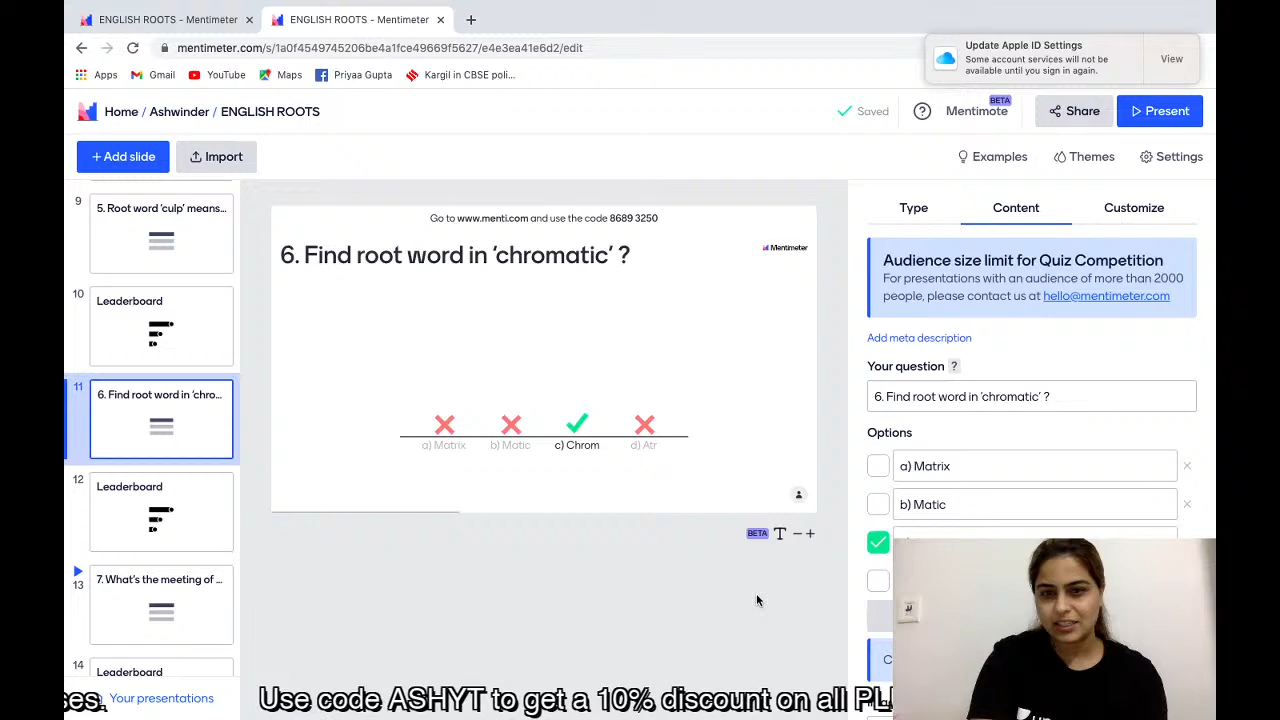 ENGLISH ROOTS - Mentimeter
ENGLISH ROOTS - Mentimeter
mentimeter.com/s/1a0f4549745206be4a1fce49669f5627/e4e3ea41e6d2/edit
Update Apple ID Settings
Some account services will not be
available until you sign in again.
View
Apps
Gmail
YouTube
Maps
Priyaa Gupta
Kargil in CBSE poli...
Home / Ashwinder / ENGLISH ROOTS
Saved
Mentimote
BETA
Share
Present
+ Add slide
Import
Examples
Themes
Settings
9
5. Root word 'culp' means...
10
Leaderboard
11
6. Find root word in 'chro...
12
Leaderboard
13
7. What's the meeting of ...
14
Leaderboard
Your presentations
Go to www.menti.com and use the code 8689 3250
6. Find root word in 'chromatic' ?
Mentimeter
a) Matrix
b) Matic
c) Chrom
d) Atr
BETA
T
Type
Content
Customize
Audience size limit for Quiz Competition
For presentations with an audience of more than 2000
people, please contact us at hello@mentimeter.com
Add meta description
Your question ?
6. Find root word in 'chromatic' ?
Options
a) Matrix
b) Matic
ses.
Use code ASHYT to get a 10% discount on all